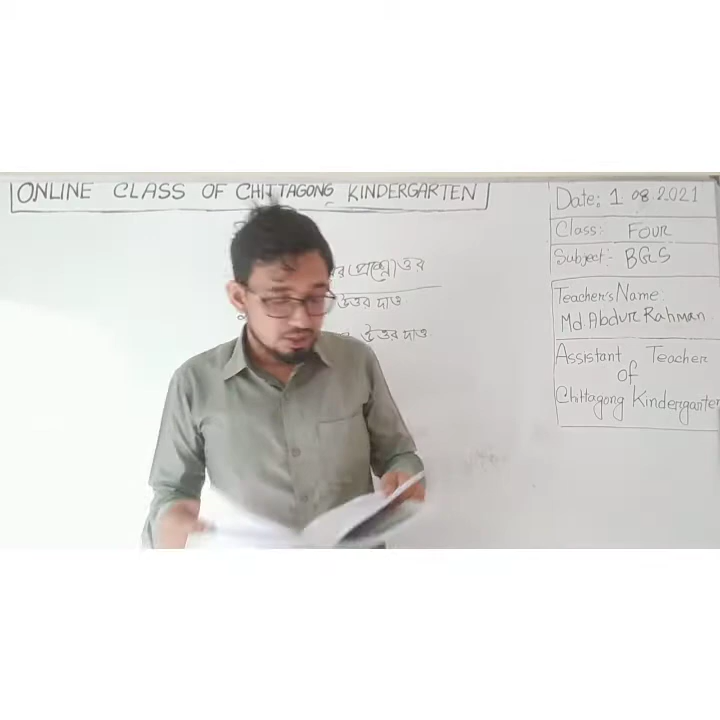 ONLINE CLASS OF CHITTAGONG KINDERGARTEN
Date: 1 08.2021
Class: FOUR
Subject:- BGS
Teacher's Name:
Md. Abdur Rahman.
Assistant Teacher
of
Chittagong Kindergarten
উত্তর দাও
উত্তর দাও